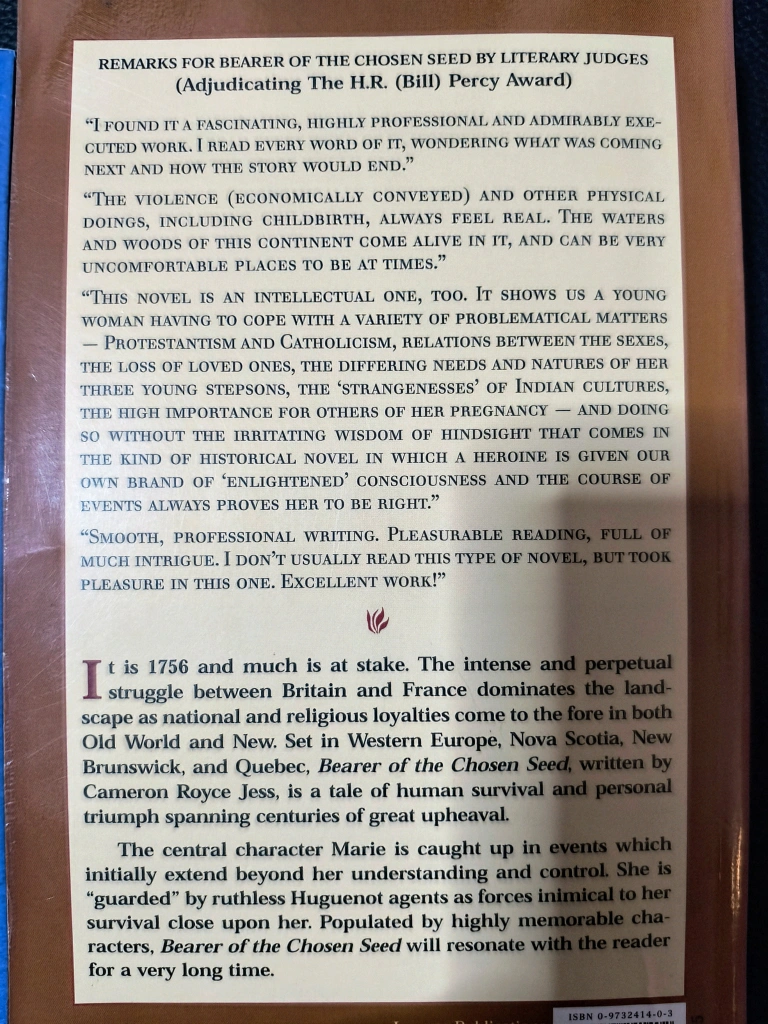 REMARKS FOR BEARER OF THE CHOSEN SEED BY LITERARY JUDGES
(Adjudicating The H.R. (Bill) Percy Award)
“I FOUND IT A FASCINATING, HIGHLY PROFESSIONAL AND ADMIRABLY EXE-
CUTED WORK. I READ EVERY WORD OF IT, WONDERING WHAT WAS COMING
NEXT AND HOW THE STORY WOULD END.”
“THE VIOLENCE (ECONOMICALLY CONVEYED) AND OTHER PHYSICAL
DOINGS, INCLUDING CHILDBIRTH, ALWAYS FEEL REAL. THE WATERS
AND WOODS OF THIS CONTINENT COME ALIVE IN IT, AND CAN BE VERY
UNCOMFORTABLE PLACES TO BE AT TIMES.”
“THIS NOVEL IS AN INTELLECTUAL ONE, TOO. IT SHOWS US A YOUNG
WOMAN HAVING TO COPE WITH A VARIETY OF PROBLEMATICAL MATTERS
— PROTESTANTISM AND CATHOLICISM, RELATIONS BETWEEN THE SEXES,
THE LOSS OF LOVED ONES, THE DIFFERING NEEDS AND NATURES OF HER
THREE YOUNG STEPSONS, THE ‘STRANGENESSES’ OF INDIAN CULTURES,
THE HIGH IMPORTANCE FOR OTHERS OF HER PREGNANCY — AND DOING
SO WITHOUT THE IRRITATING WISDOM OF HINDSIGHT THAT COMES IN
THE KIND OF HISTORICAL NOVEL IN WHICH A HEROINE IS GIVEN OUR
OWN BRAND OF ‘ENLIGHTENED’ CONSCIOUSNESS AND THE COURSE OF
EVENTS ALWAYS PROVES HER TO BE RIGHT.”
“SMOOTH, PROFESSIONAL WRITING. PLEASURABLE READING, FULL OF
MUCH INTRIGUE. I DON’T USUALLY READ THIS TYPE OF NOVEL, BUT TOOK
PLEASURE IN THIS ONE. EXCELLENT WORK!”
It is 1756 and much is at stake. The intense and perpetual
struggle between Britain and France dominates the land-
scape as national and religious loyalties come to the fore in both
Old World and New. Set in Western Europe, Nova Scotia, New
Brunswick, and Quebec, Bearer of the Chosen Seed, written by
Cameron Royce Jess, is a tale of human survival and personal
triumph spanning centuries of great upheaval.
The central character Marie is caught up in events which
initially extend beyond her understanding and control. She is
“guarded” by ruthless Huguenot agents as forces inimical to her
survival close upon her. Populated by highly memorable cha-
racters, Bearer of the Chosen Seed will resonate with the reader
for a very long time.
ISBN 0-9732414-0-3